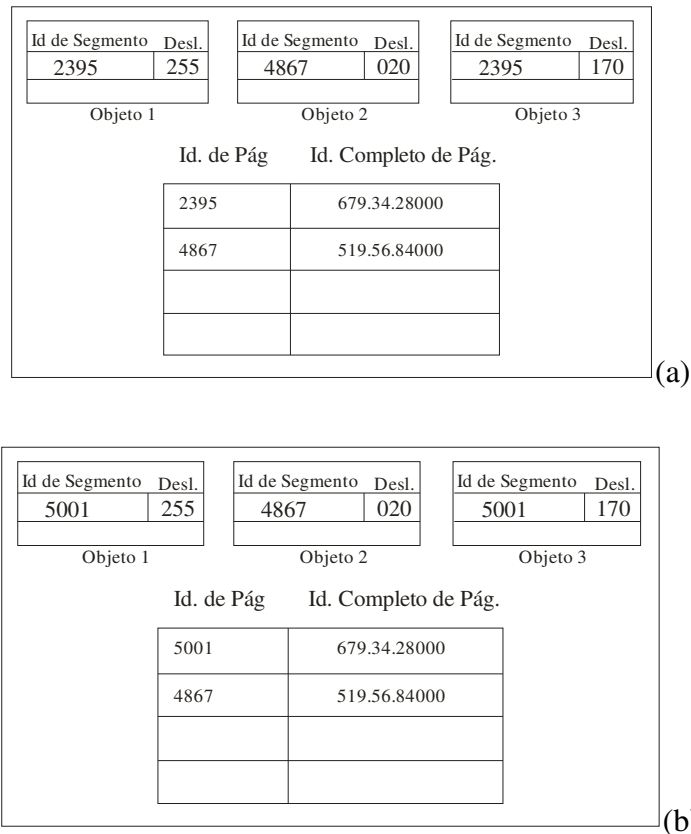 Id de Segmento Desl. Id de Segmento Desl. Id de Segmento Desl.
2395 255 4867 020 2395 170
Objeto 1 Objeto 2 Objeto 3
Id. de Pág Id. Completo de Pág.
2395 679.34.28000
4867 519.56.84000
(a)
Id de Segmento Desl. Id de Segmento Desl. Id de Segmento Desl.
5001 255 4867 020 5001 170
Objeto 1 Objeto 2 Objeto 3
Id. de Pág Id. Completo de Pág.
5001 679.34.28000
4867 519.56.84000
(b)